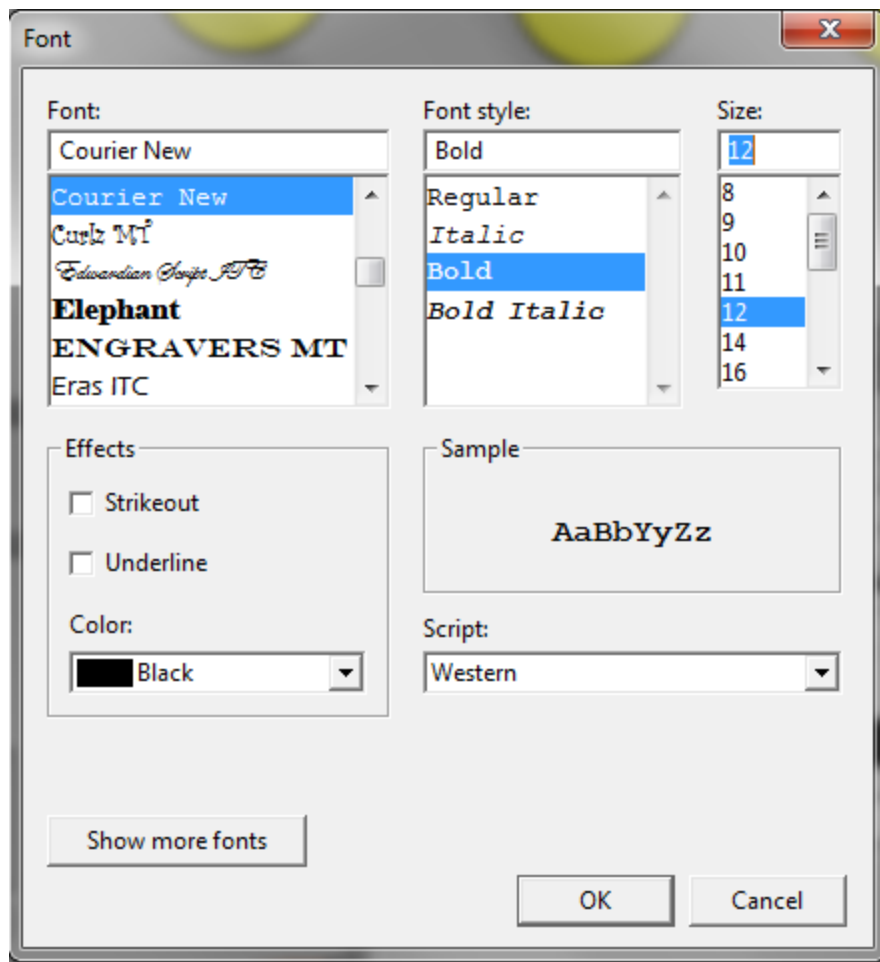 Font
X
Font:
Courier New
Courier New
Curlz MT
Edwardian Script ITC
Elephant
ENGRAVERS MT
Eras ITC
Font style:
Bold
Regular
Italic
Bold
Bold Italic
Size:
12
8
9
10
11
12
14
16
Effects
Strikeout
Underline
Color:
Black
Sample
AaBbYyZz
Script:
Western
Show more fonts
OK
Cancel